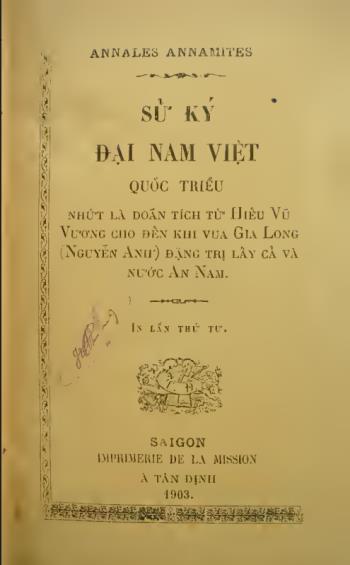 ANNALES ANNAMITES
SỬ KÝ
ĐẠI NAM VIỆT
QUỐC TRIỀU
NHỨT LÀ DOÃN TÍCH TỪ HIẾU VŨ
VƯƠNG CHO ĐẾN KHI VUA GIA LONG
(NGUYỄN ANH) ĐẶNG TRỊ LẤY CẢ VÀ
NƯỚC AN NAM.
IN LẦN THỨ TƯ.
SAIGON
IMPRIMERIE DE LA MISSION
À TÂN ĐỊNH
1903.